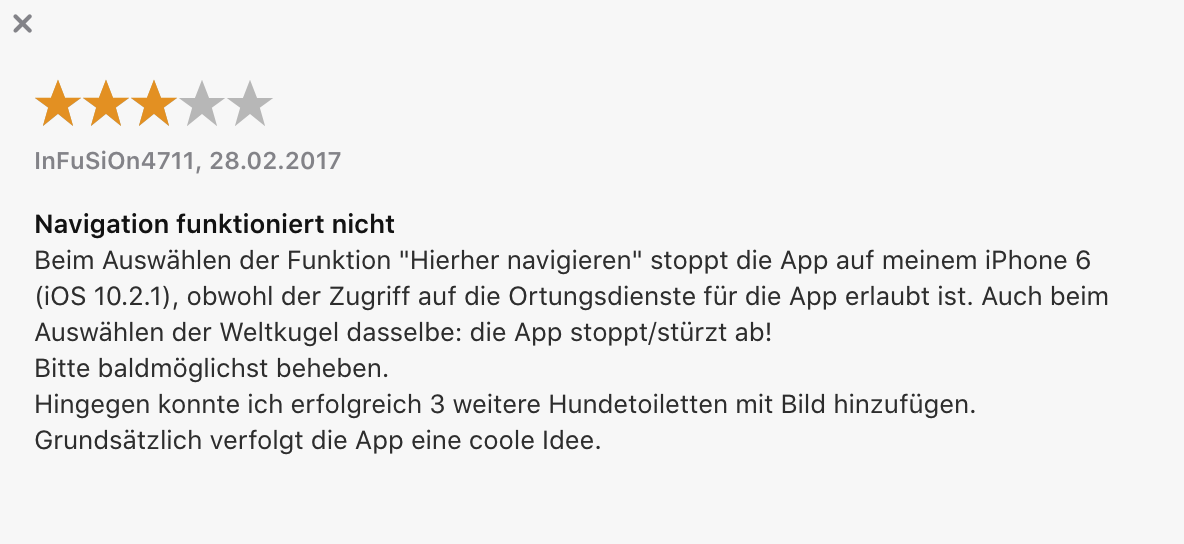 InFuSiOn4711, 28.02.2017
Navigation funktioniert nicht
Beim Auswählen der Funktion "Hierher navigieren" stoppt die App auf meinem iPhone 6
(iOS 10.2.1), obwohl der Zugriff auf die Ortungsdienste für die App erlaubt ist. Auch beim
Auswählen der Weltkugel dasselbe: die App stoppt/stürzt ab!
Bitte baldmöglichst beheben.
Hingegen konnte ich erfolgreich 3 weitere Hundetoiletten mit Bild hinzufügen.
Grundsätzlich verfolgt die App eine coole Idee.